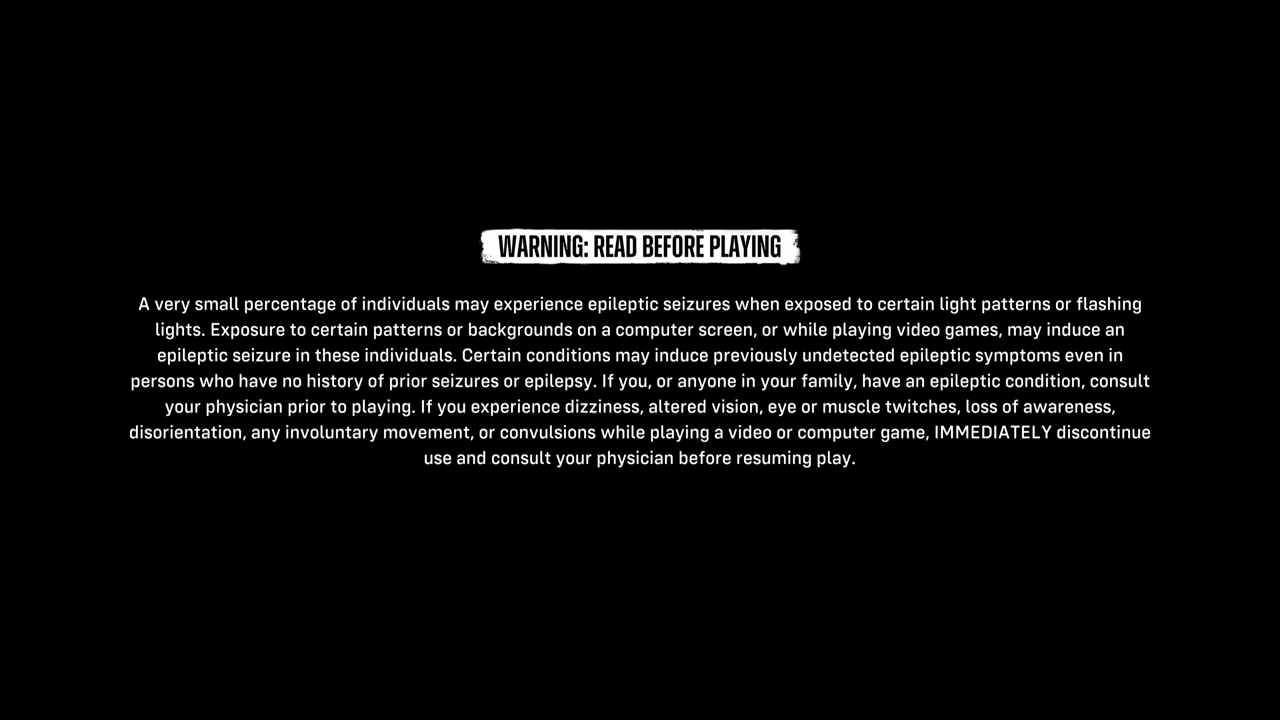 WARNING: READ BEFORE PLAYING
A very small percentage of individuals may experience epileptic seizures when exposed to certain light patterns or flashing
lights. Exposure to certain patterns or backgrounds on a computer screen, or while playing video games, may induce an
epileptic seizure in these individuals. Certain conditions may induce previously undetected epileptic symptoms even in
persons who have no history of prior seizures or epilepsy. If you, or anyone in your family, have an epileptic condition, consult
your physician prior to playing. If you experience dizziness, altered vision, eye or muscle twitches, loss of awareness,
disorientation, any involuntary movement, or convulsions while playing a video or computer game, IMMEDIATELY discontinue
use and consult your physician before resuming play.